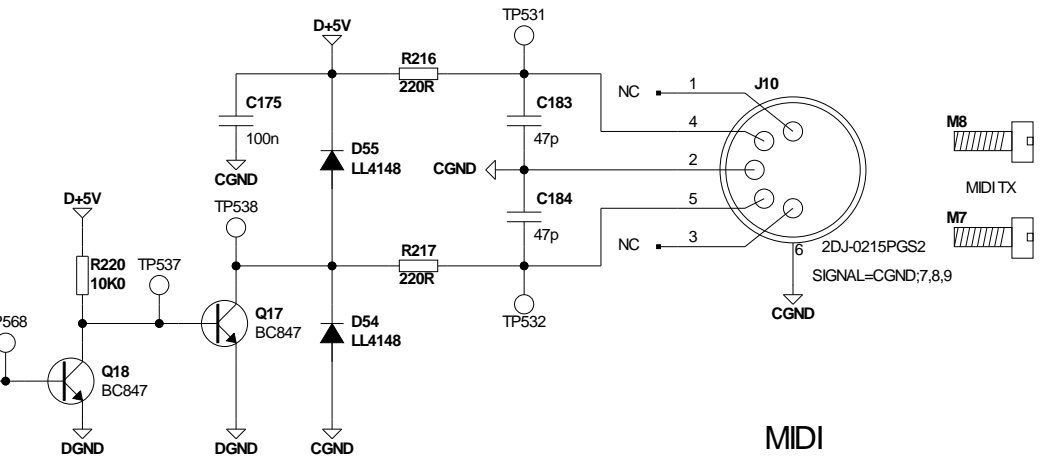 TP531
D+5V
R216
220R
NC
1
J10
C175
100n
C183
47p
4
M8
D55
LL4148
CGND
CGND
2
MIDI TX
D+5V
TP538
C184
47p
5
M7
NC
3
R220
10K0
TP537
R217
220R
6
2DJ-0215PGS2
SIGNAL=CGND;7,8,9
TP532
CGND
Q17
BC847
D54
LL4148
P568
Q18
BC847
DGND
DGND
CGND
MIDI